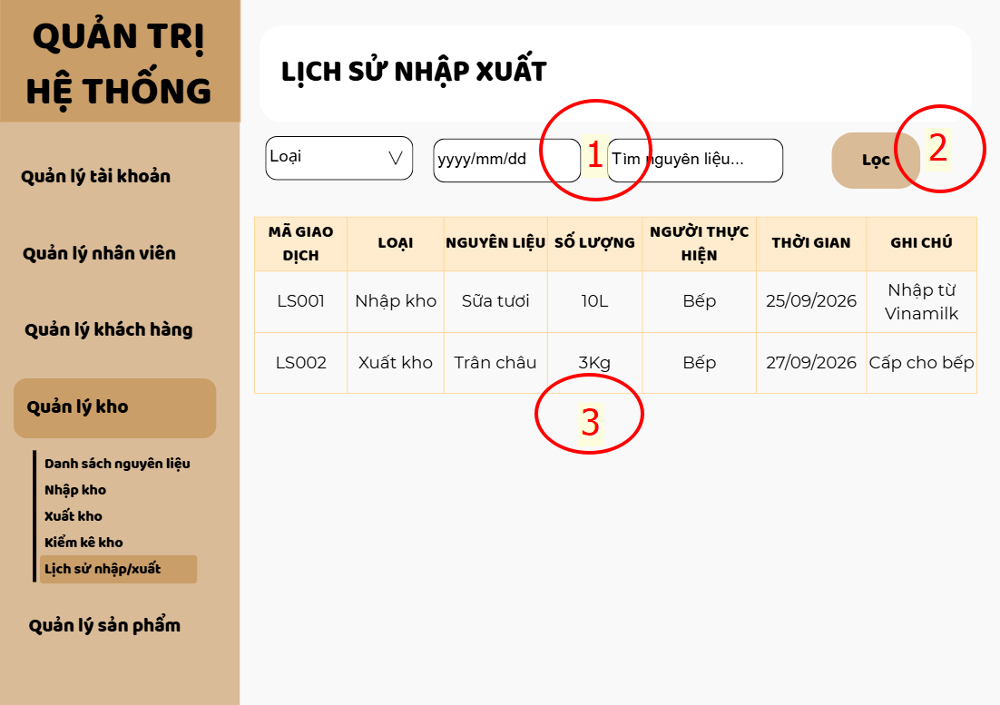 QUẢN TRỊ
HỆ THỐNG
Quản lý tài khoản
Quản lý nhân viên
Quản lý khách hàng
Quản lý kho
Danh sách nguyên liệu
Nhập kho
Xuất kho
Kiểm kê kho
Lịch sử nhập/xuất
Quản lý sản phẩm
LỊCH SỬ NHẬP XUẤT
Loại
yyyy/mm/dd
1
Tìm nguyên liệu...
Lọc
2
MÃ GIAO DỊCH LOẠI NGUYÊN LIỆU SỐ LƯỢNG NGƯỜI THỰC HIỆN THỜI GIAN GHI CHÚ
LS001 Nhập kho Sữa tươi 10L Bếp 25/09/2026 Nhập từ Vinamilk
LS002 Xuất kho Trân châu 3Kg Bếp 27/09/2026 Cấp cho bếp
3